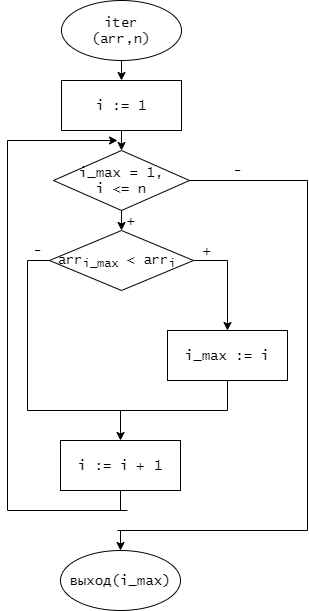 iter
(arr,n)
i := 1
i_max = 1,
i <= n
-
+
arri_max < arri
-
+
i_max := i
i := i + 1
выход(i_max)